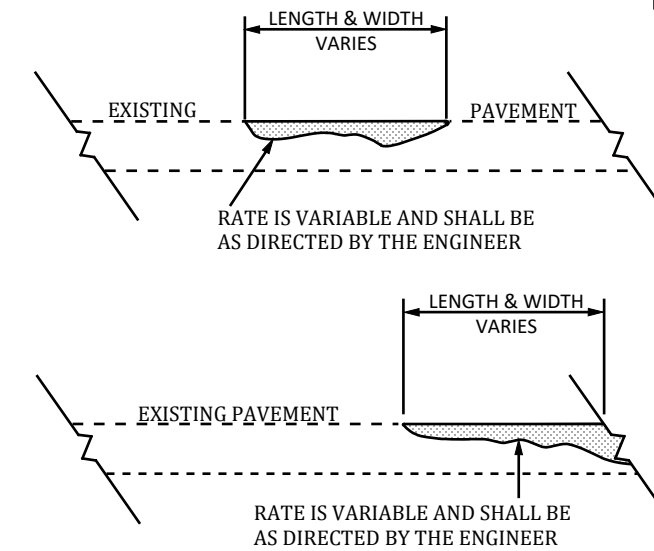 LENGTH & WIDTH
VARIES
EXISTING
PAVEMENT
RATE IS VARIABLE AND SHALL BE
AS DIRECTED BY THE ENGINEER
LENGTH & WIDTH
VARIES
EXISTING PAVEMENT
RATE IS VARIABLE AND SHALL BE
AS DIRECTED BY THE ENGINEER